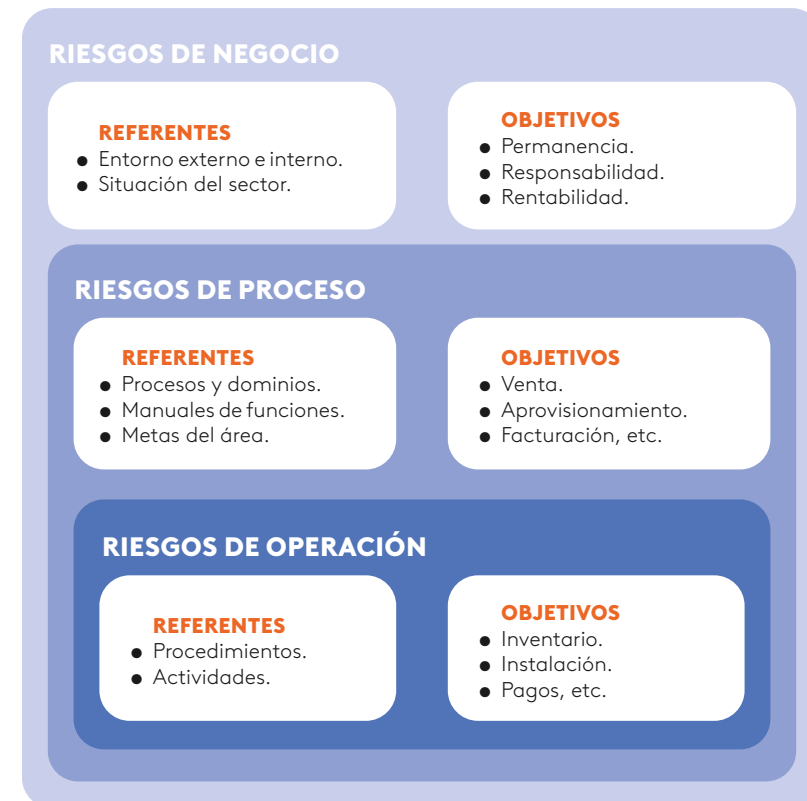 RIESGOS DE NEGOCIO
REFERENTES
● Entorno externo e interno.
● Situación del sector.
OBJETIVOS
● Permanencia.
● Responsabilidad.
● Rentabilidad.
RIESGOS DE PROCESO
REFERENTES
● Procesos y dominios.
● Manuales de funciones.
● Metas del área.
OBJETIVOS
● Venta.
● Aprovisionamiento.
● Facturación, etc.
RIESGOS DE OPERACIÓN
REFERENTES
● Procedimientos.
● Actividades.
OBJETIVOS
● Inventario.
● Instalación.
● Pagos, etc.